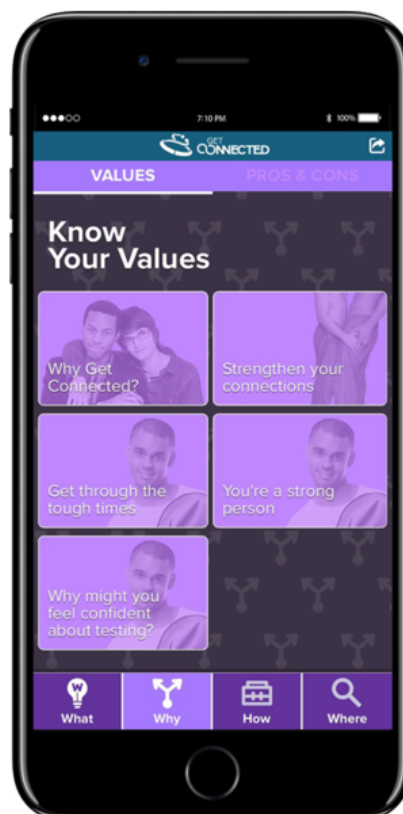 7:10 PM
100%
GET
CONNECTED
VALUES
PROS & CONS
Know
Your Values
Why Get
Connected?
Strengthen your
connections
Get through the
tough times
You're a strong
person
Why might you
feel confident
about testing?
W
What
Why
How
Where